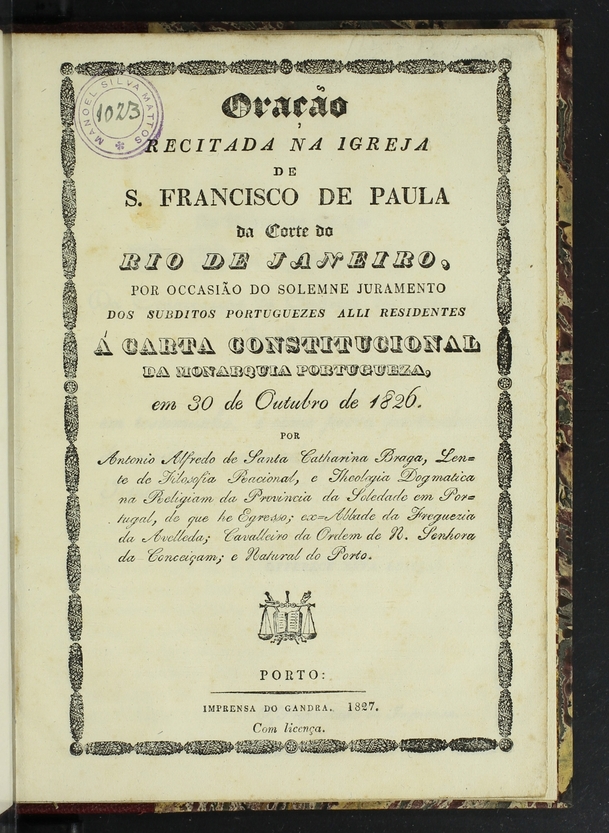 MANOEL SILVA MATTOS
1023
Oração
RECITADA NA IGREJA
DE
S. FRANCISCO DE PAULA
da Corte do
RIO DE JANEIRO,
POR OCCASIÃO DO SOLEMNE JURAMENTO
DOS SUBDITOS PORTUGUEZES ALLI RESIDENTES
Á CARTA CONSTITUCIONAL
DA MONARQUIA PORTUGUEZA,
em 30 de Outubro de 1826.
POR
Antonio Alfredo de Santa Catharina Braga, Len=
te de Filosofia Racional, e Theologia Dogmatica
na Religiam da Provincia da Soledade em Por=
tugal, de que he Egresso; ex=Abbade da Freguezia
da Avelleda; Cavalleiro da Ordem de N. Senhora
da Conceiçam; e Natural do Porto.
PORTO:
IMPRENSA DO GANDRA. 1827.
Com licença.